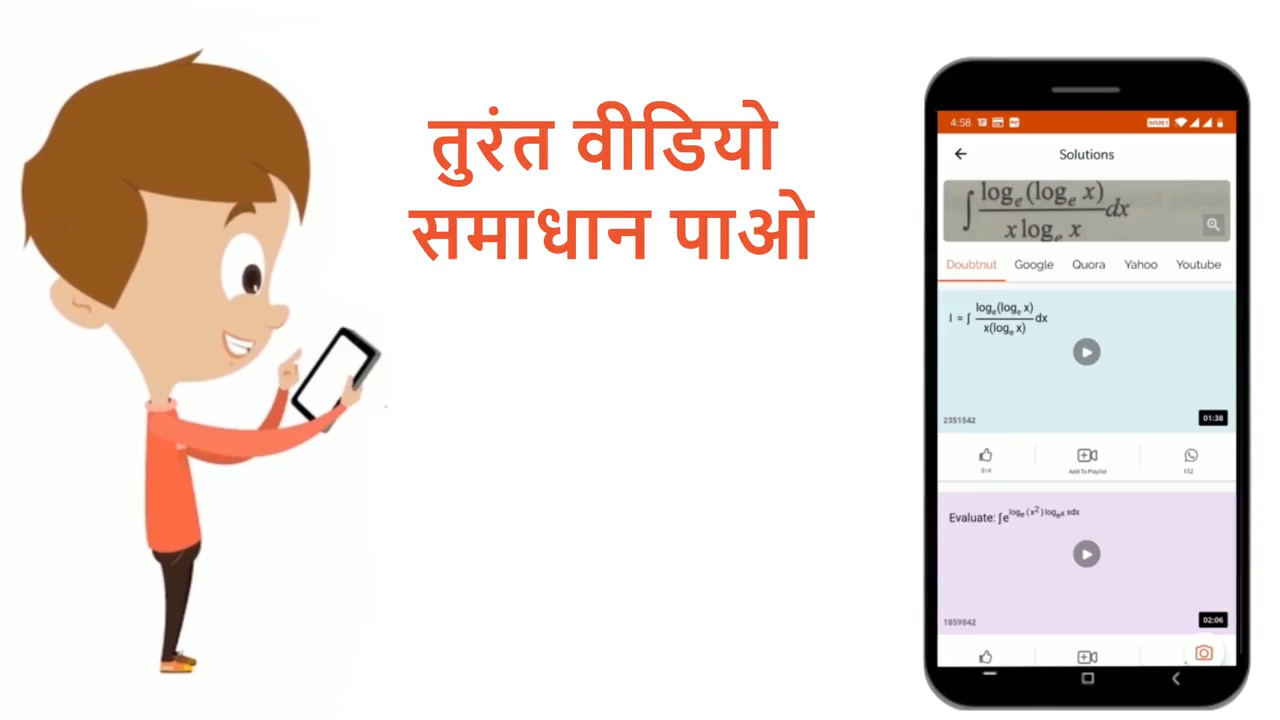 तुरंत वीडियो
समाधान पाओ
4:58
Solutions
∫ logₑ(logₑ x) / x logₑ x dx
Doubtnut Google Quora Yahoo Youtube
I = ∫ logₑ(logₑ x) / x(logₑ x) dx
2351542 01:38
914 Add To Playlist 152
Evaluate: ∫e^logₑ(x²)logₑx xdx
1859842 02:06